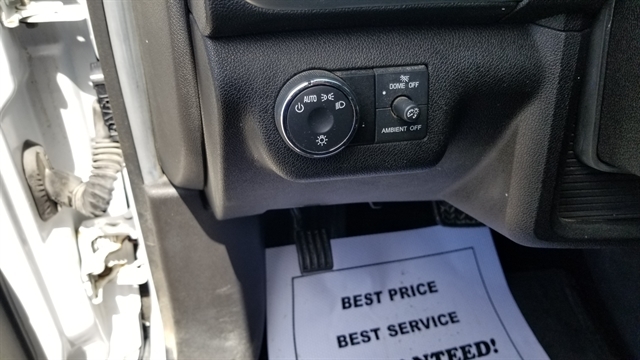 AUTO
DOME OFF
AMBIENT OFF
BEST PRICE
BEST SERVICE